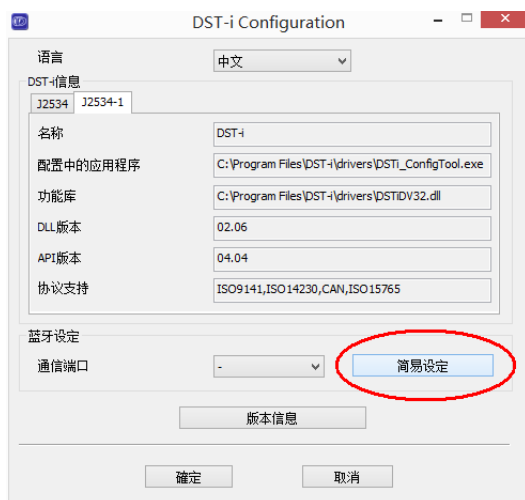 DST-i Configuration
语言 中文
DST-i信息
J2534 J2534-1
名称 DST-i
配置中的应用程序 C:\Program Files\DST-i\drivers\DSTi_ConfigTool.exe
功能库 C:\Program Files\DST-i\drivers\DSTiDV32.dll
DLL版本 02.06
API版本 04.04
协议支持 ISO9141,ISO14230,CAN,ISO15765
蓝牙设定
通信端口 - 简易设定
版本信息
確定 取消